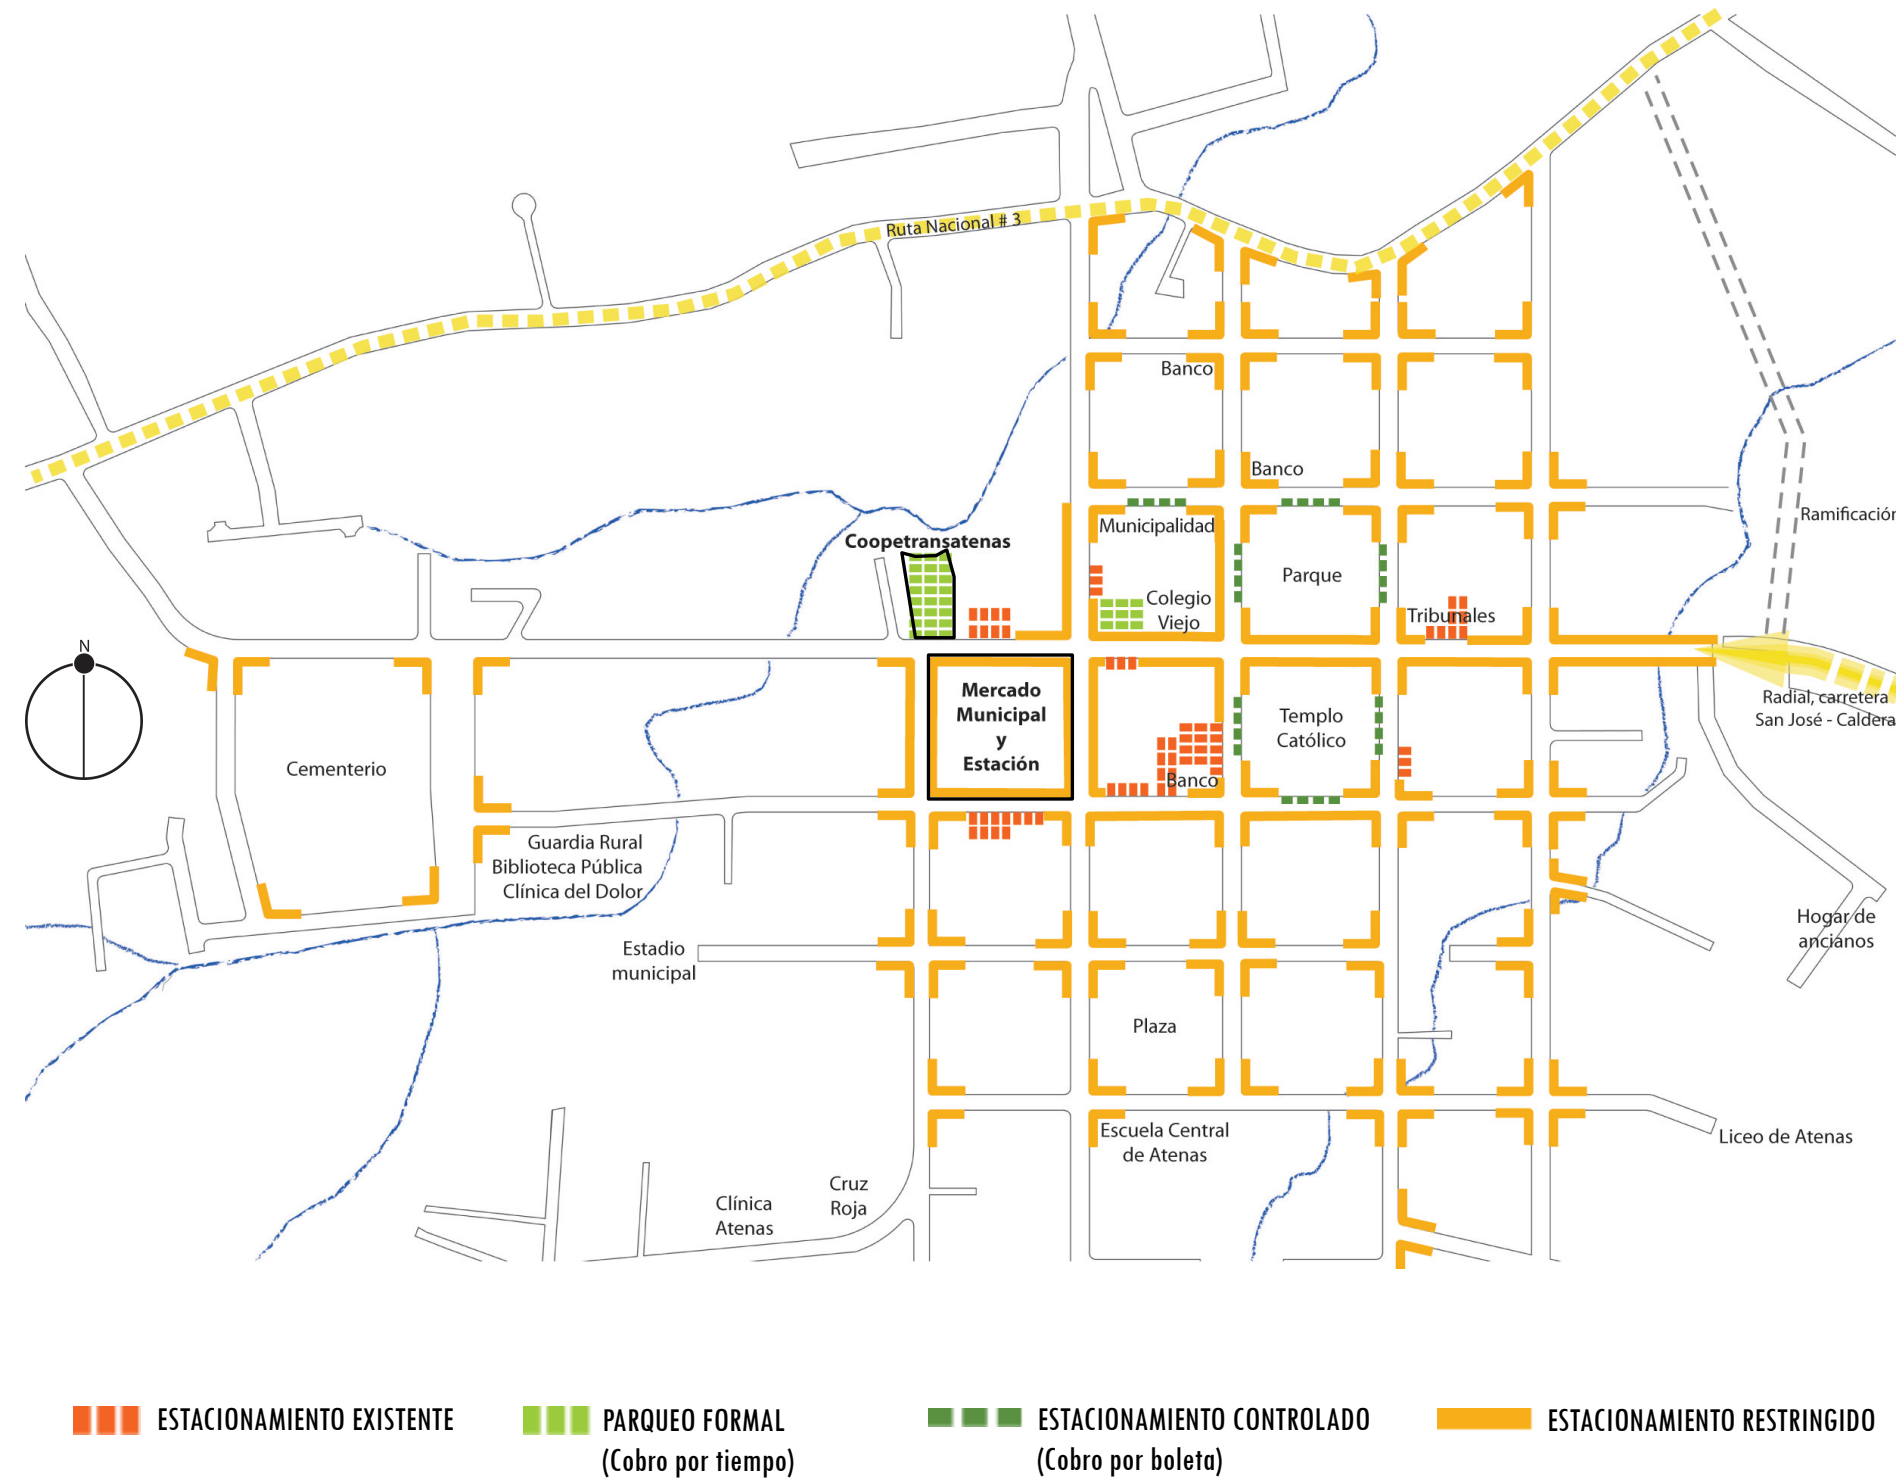 Ruta Nacional # 3
Banco
Banco
Ramificación
Municipalidad
Coopetransatenas
Parque
Colegio
Viejo
Tribunales
N
Mercado
Municipal
y
Estación
Templo
Católico
Radial, carretera
San José - Caldera
Cementerio
Banco
Guardia Rural
Biblioteca Pública
Clínica del Dolor
Hogar de
ancianos
Estadio
municipal
Plaza
Escuela Central
de Atenas
Liceo de Atenas
Cruz
Roja
Clínica
Atenas
ESTACIONAMIENTO EXISTENTE
PARQUEO FORMAL
(Cobro por tiempo)
ESTACIONAMIENTO CONTROLADO
(Cobro por boleta)
ESTACIONAMIENTO RESTRINGIDO